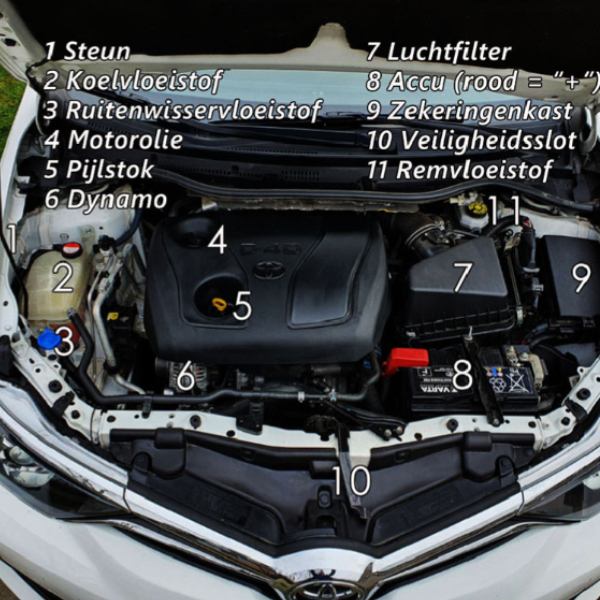 1 Steun
2 Koelvloeistof
3 Ruitenwisservloeistof
4 Motorolie
5 Pijlstok
6 Dynamo
7 Luchtfilter
8 Accu (rood = "+")
9 Zekeringenkast
10 Veiligheidsslot
11 Remvloeistof
1
2
3
4
5
6
7
8
9
10
11
D-4D
VARTA